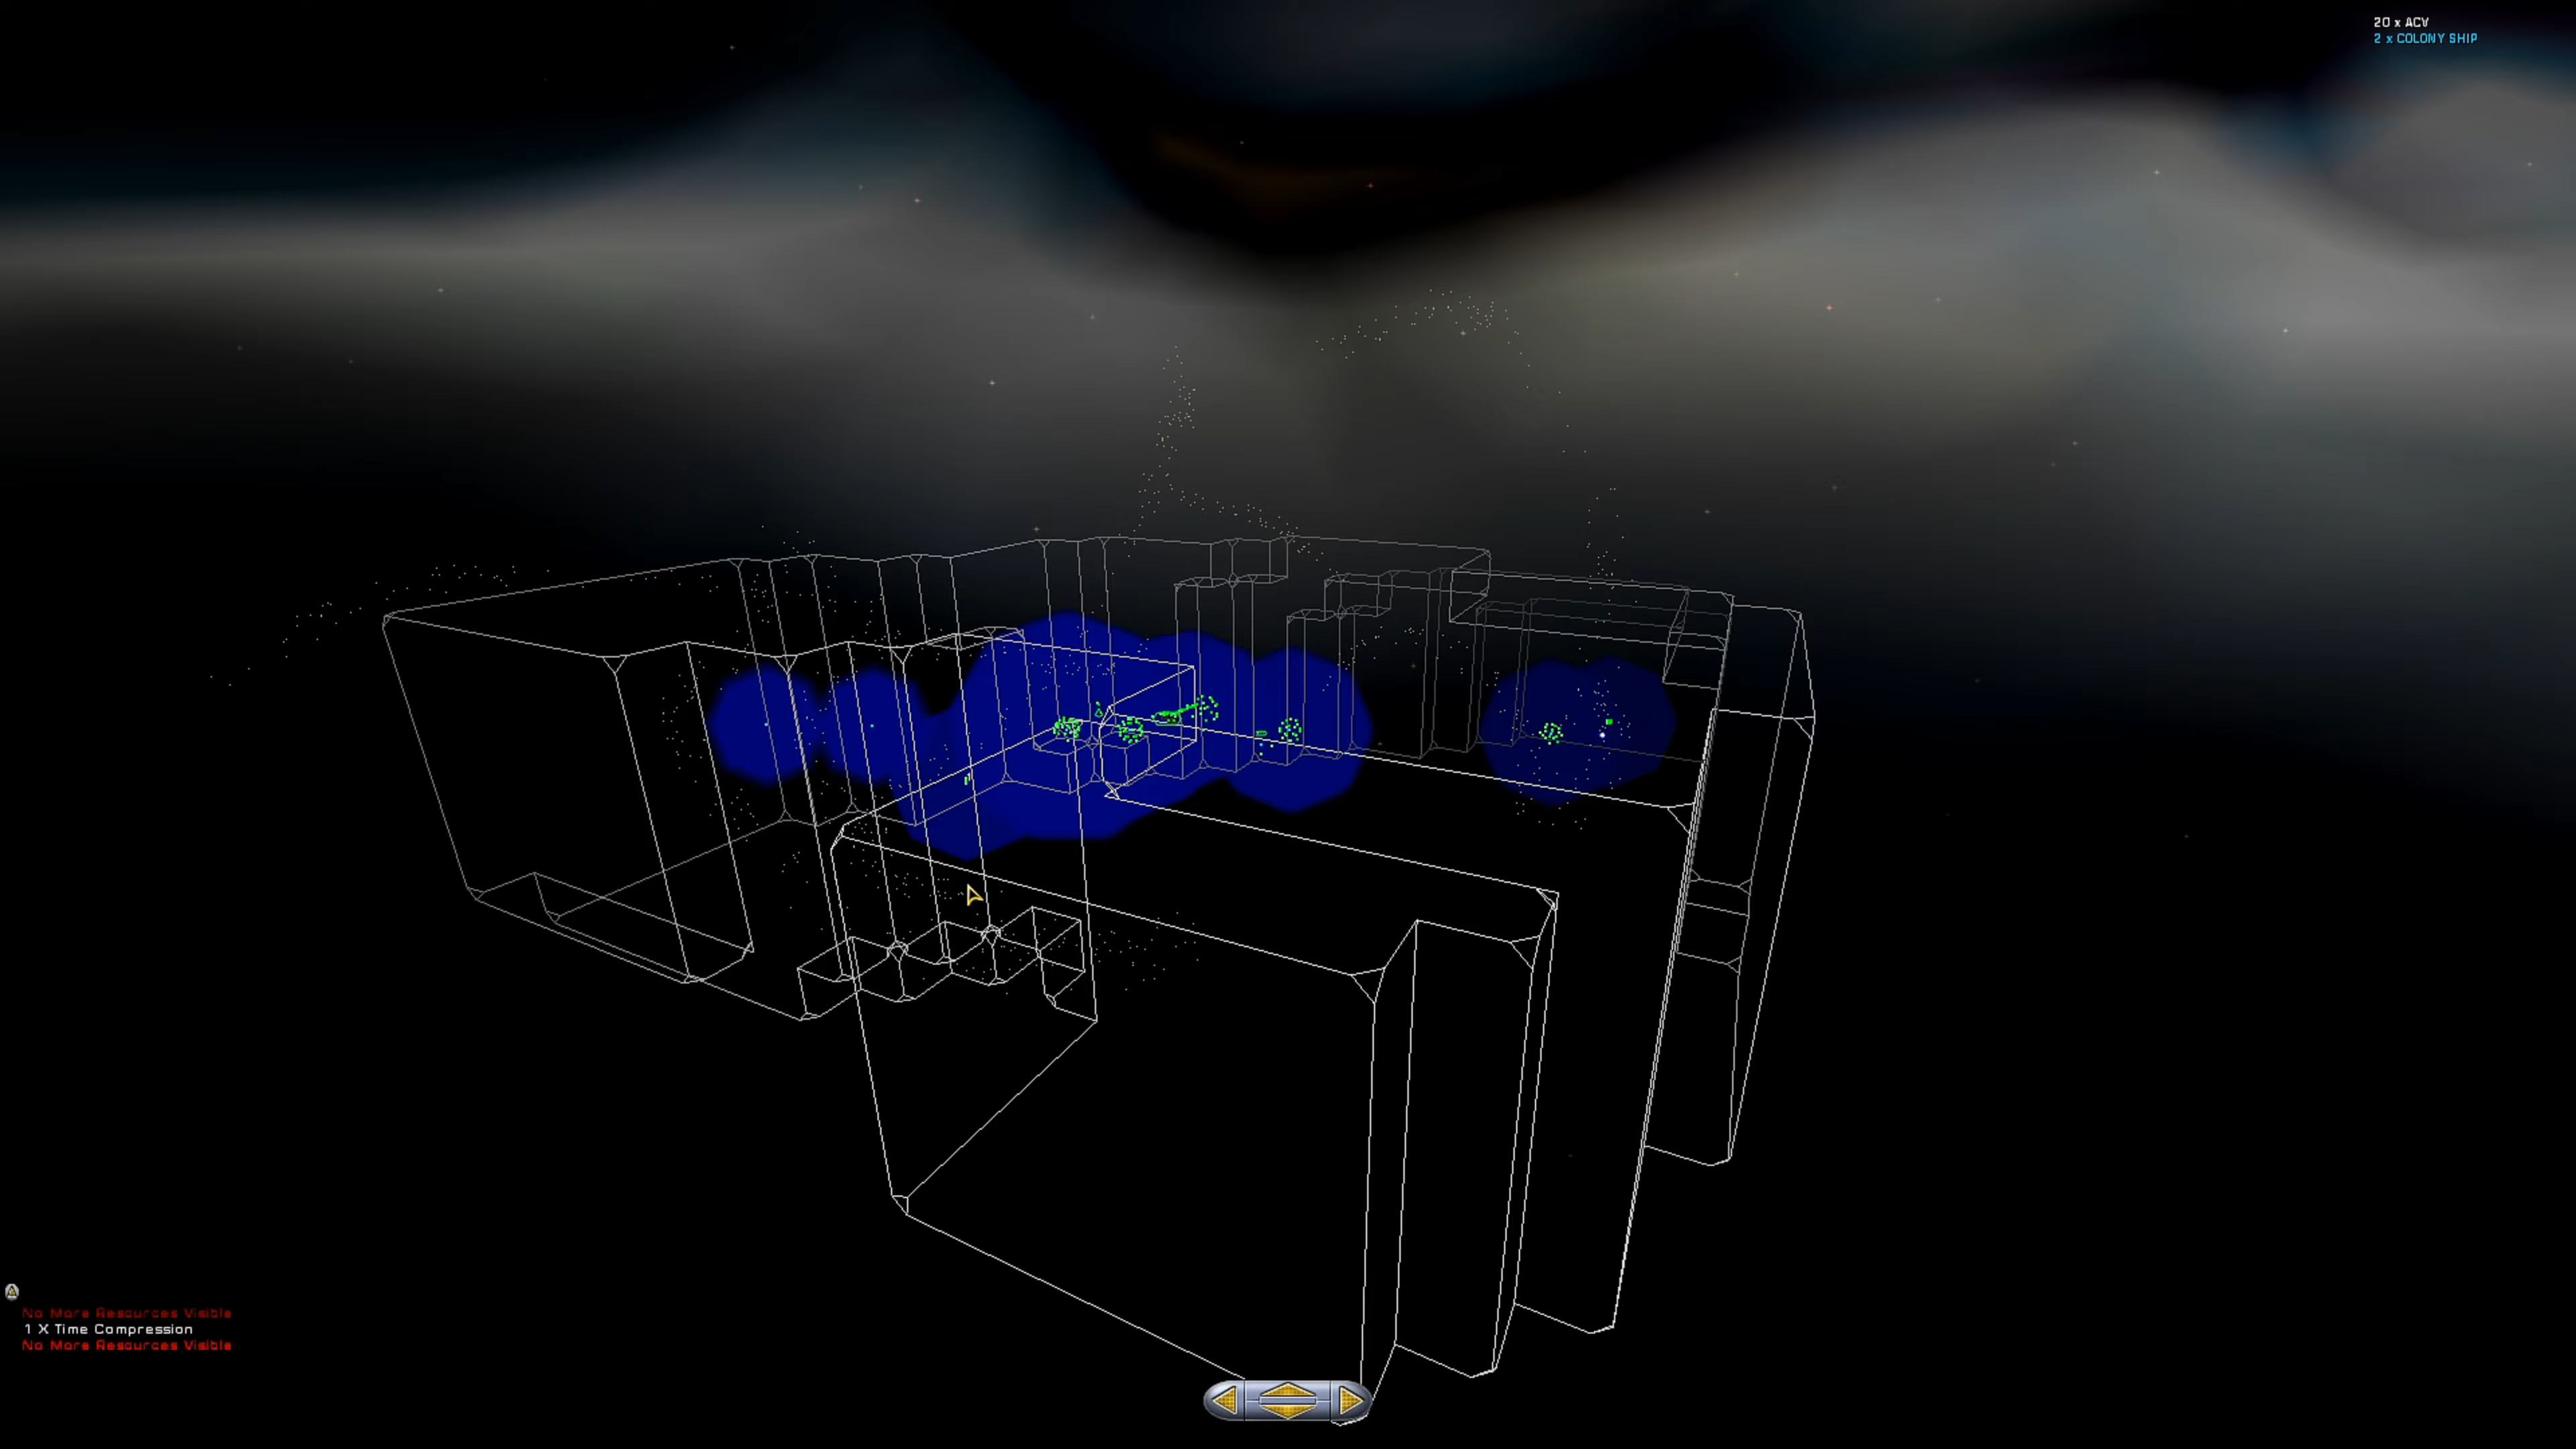 20 x ACV
2 x COLONY SHIP
No More Resources Visible
1 X Time Compression
No More Resources Visible